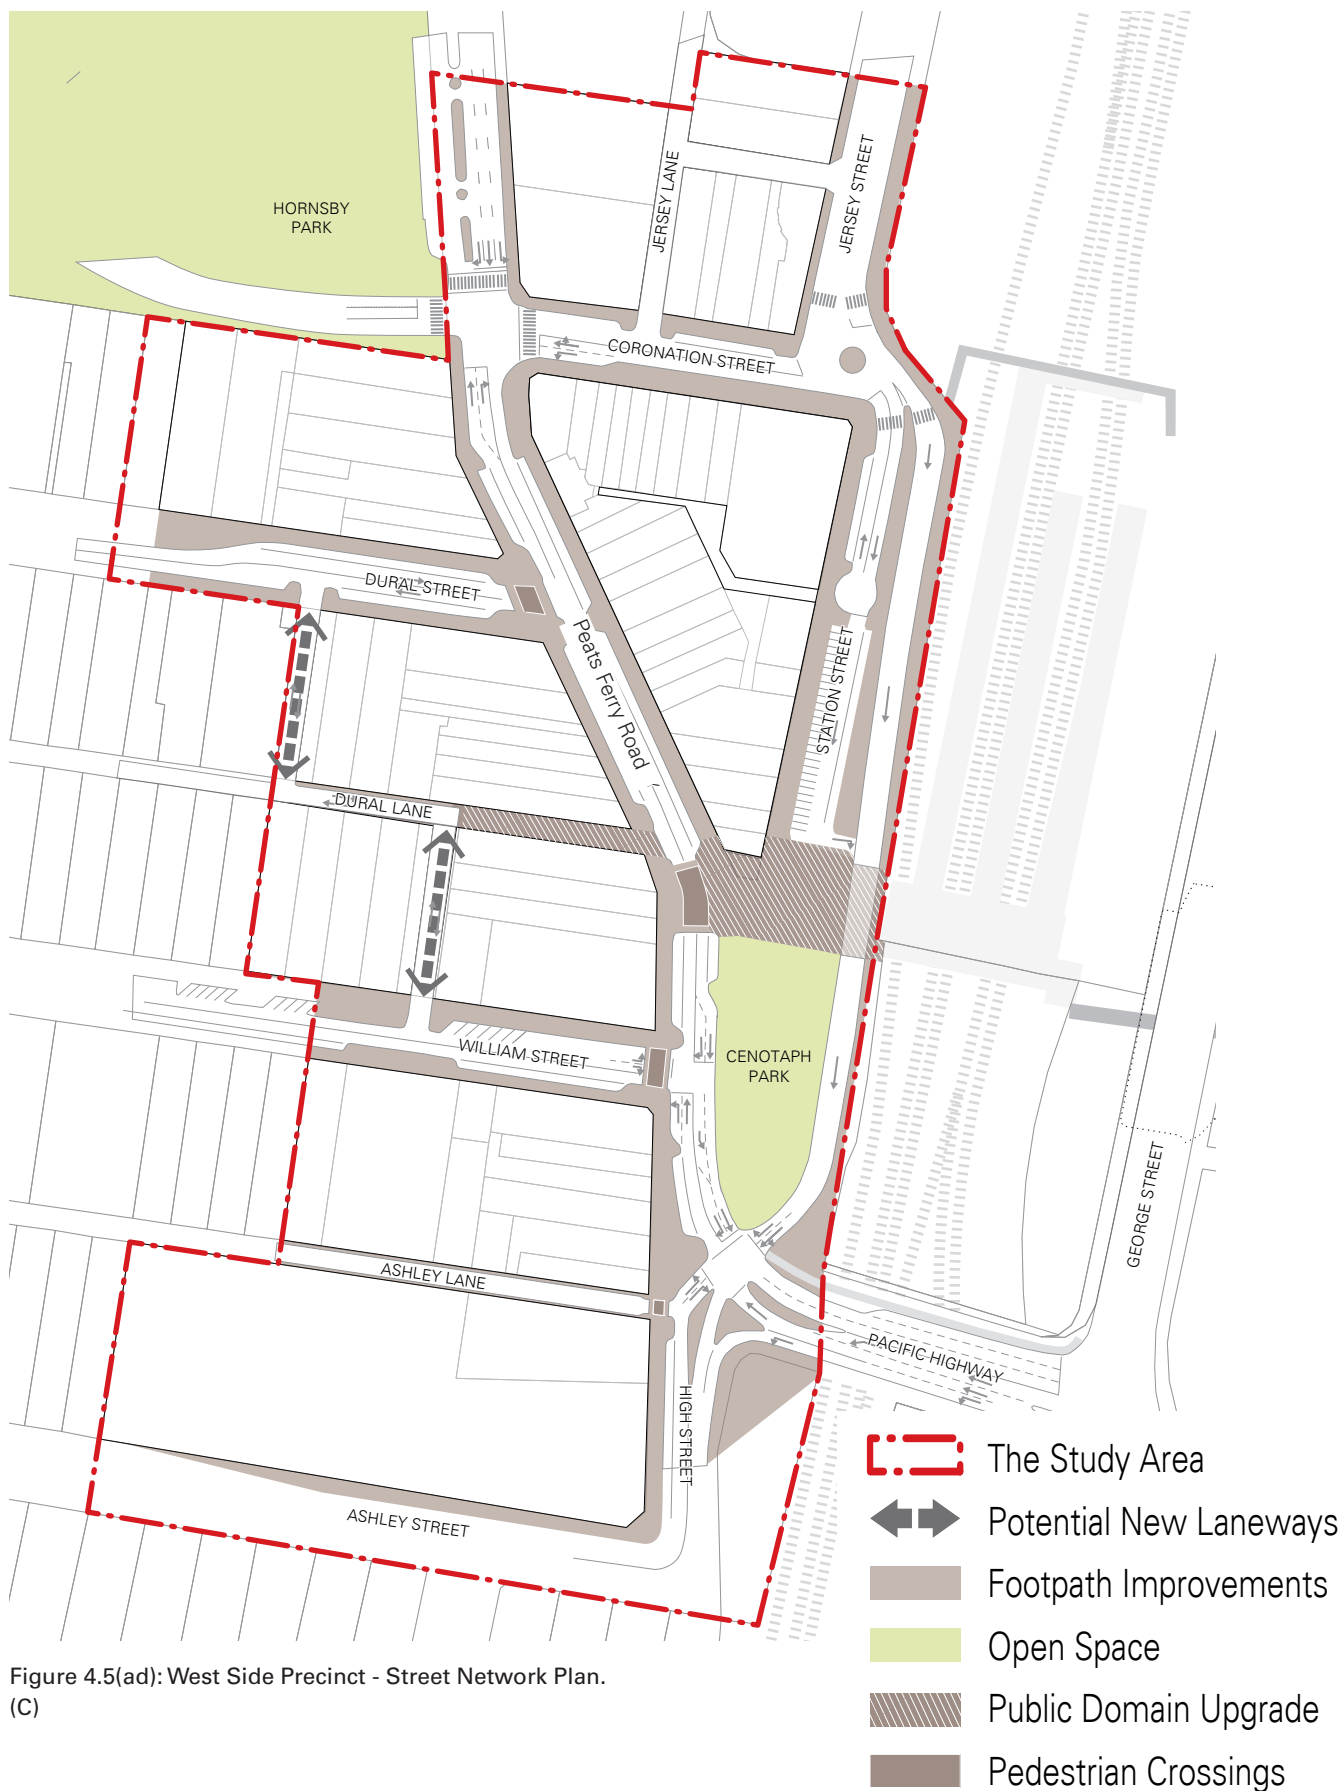 HORNSBY
PARK
JERSEY LANE
JERSEY STREET
CORONATION STREET
DURAL STREET
Peats Ferry Road
STATION STREET
DURAL LANE
WILLIAM STREET
CENOTAPH
PARK
GEORGE STREET
ASHLEY LANE
PACIFIC HIGHWAY
HIGH STREET
ASHLEY STREET
The Study Area
Potential New Laneways
Footpath Improvements
Open Space
Public Domain Upgrade
Pedestrian Crossings
Figure 4.5(ad): West Side Precinct - Street Network Plan.
(C)